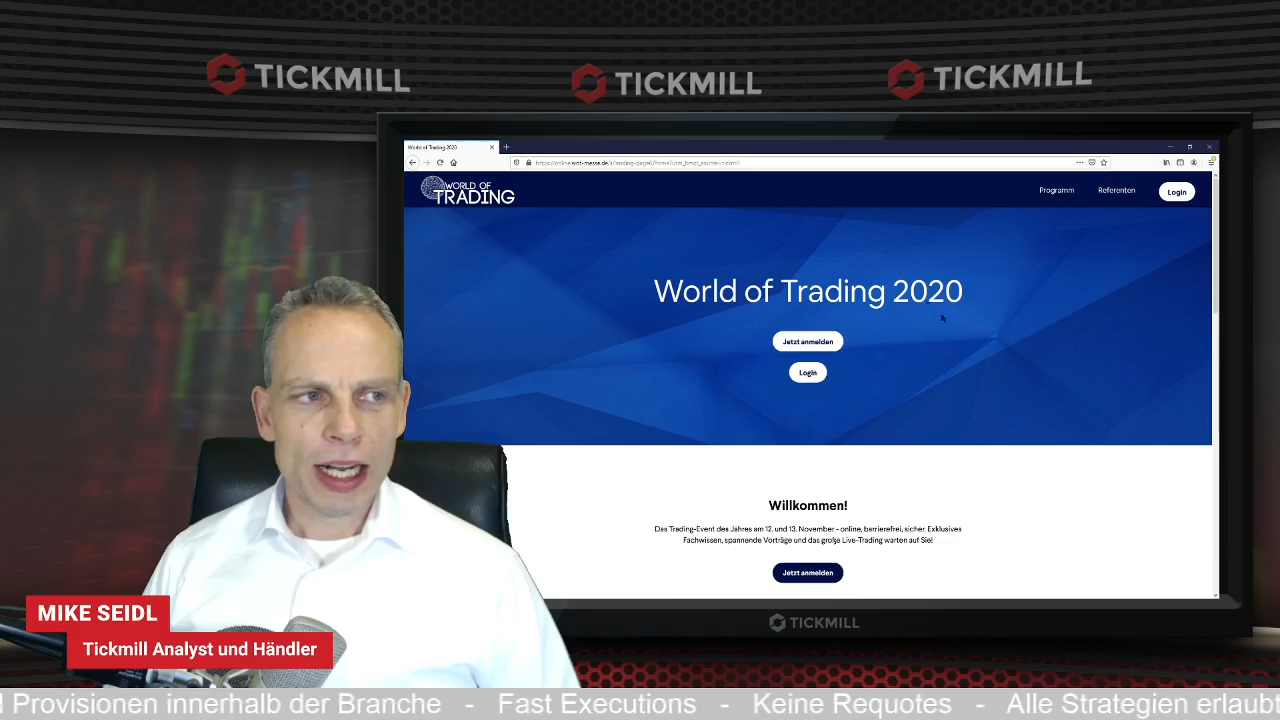 TICKMILL TICKMILL TICKMILL
World of Trading 2020
WORLD OF
TRADING
Programm Referenten Login
World of Trading 2020
Jetzt anmelden
Login
Willkommen!
Das Trading-Event des Jahres am 12. und 13. November - online, barrierefrei, sicher. Exklusives
Fachwissen, spannende Vorträge und das große Live-Trading warten auf Sie!
Jetzt anmelden
TICKMILL
MIKE SEIDL
Tickmill Analyst und Händler
Provisionen innerhalb der Branche - Fast Executions - Keine Requotes - Alle Strategien erlaubt